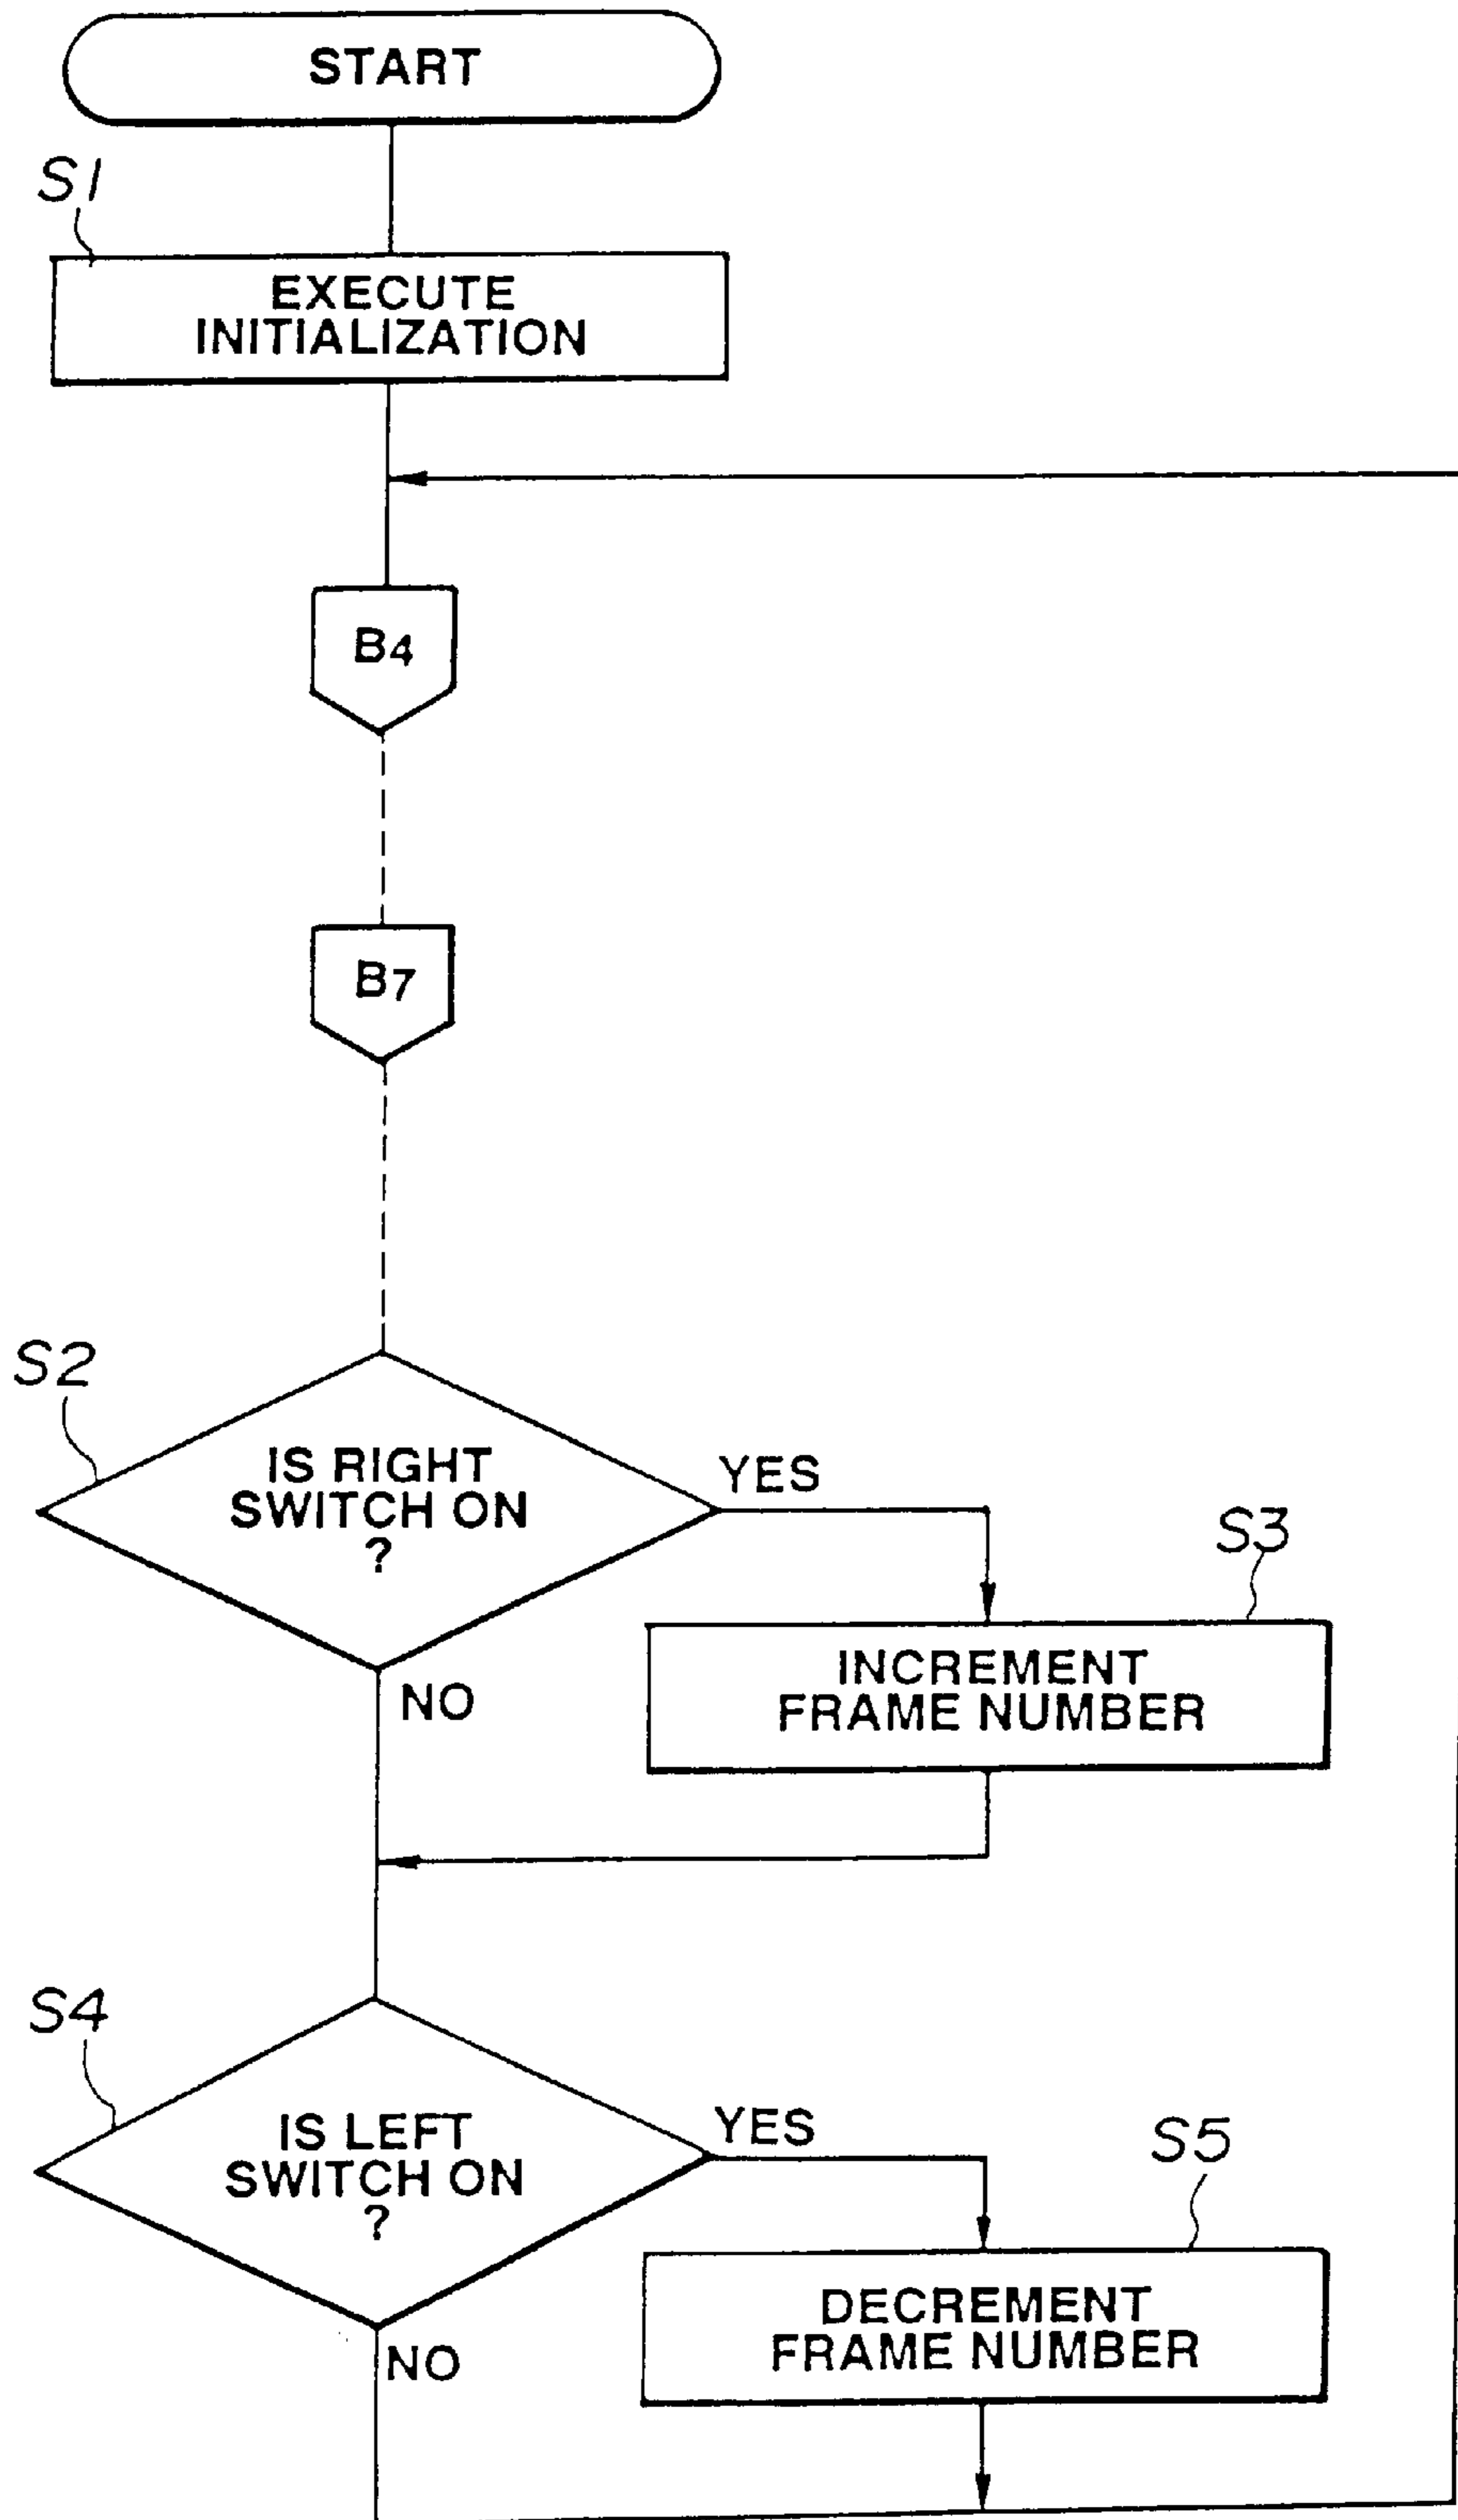 START
S1
EXECUTE
INITIALIZATION
B4
B7
S2
IS RIGHT
SWITCH ON
?
YES
S3
NO
INCREMENT
FRAME NUMBER
S4
IS LEFT
SWITCH ON
?
YES
S5
NO
DECREMENT
FRAME NUMBER